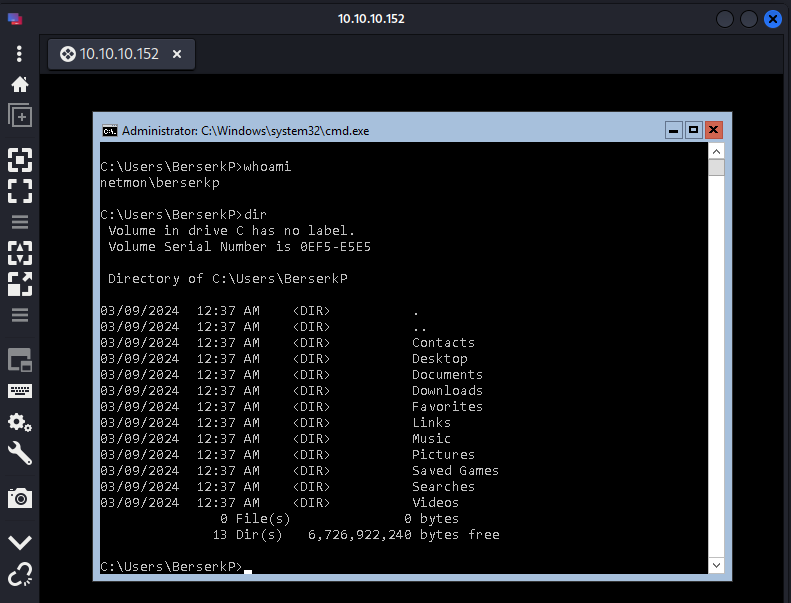 10.10.10.152
10.10.10.152
Administrator: C:\Windows\system32\cmd.exe
C:\Users\BerserkP>whoami
netmon\berserkp
C:\Users\BerserkP>dir
Volume in drive C has no label.
Volume Serial Number is 0EF5-E5E5
Directory of C:\Users\BerserkP
03/09/2024  12:37 AM    <DIR>          .
03/09/2024  12:37 AM    <DIR>          ..
03/09/2024  12:37 AM    <DIR>          Contacts
03/09/2024  12:37 AM    <DIR>          Desktop
03/09/2024  12:37 AM    <DIR>          Documents
03/09/2024  12:37 AM    <DIR>          Downloads
03/09/2024  12:37 AM    <DIR>          Favorites
03/09/2024  12:37 AM    <DIR>          Links
03/09/2024  12:37 AM    <DIR>          Music
03/09/2024  12:37 AM    <DIR>          Pictures
03/09/2024  12:37 AM    <DIR>          Saved Games
03/09/2024  12:37 AM    <DIR>          Searches
03/09/2024  12:37 AM    <DIR>          Videos
0 File(s)              0 bytes
13 Dir(s)   6,726,922,240 bytes free
C:\Users\BerserkP>